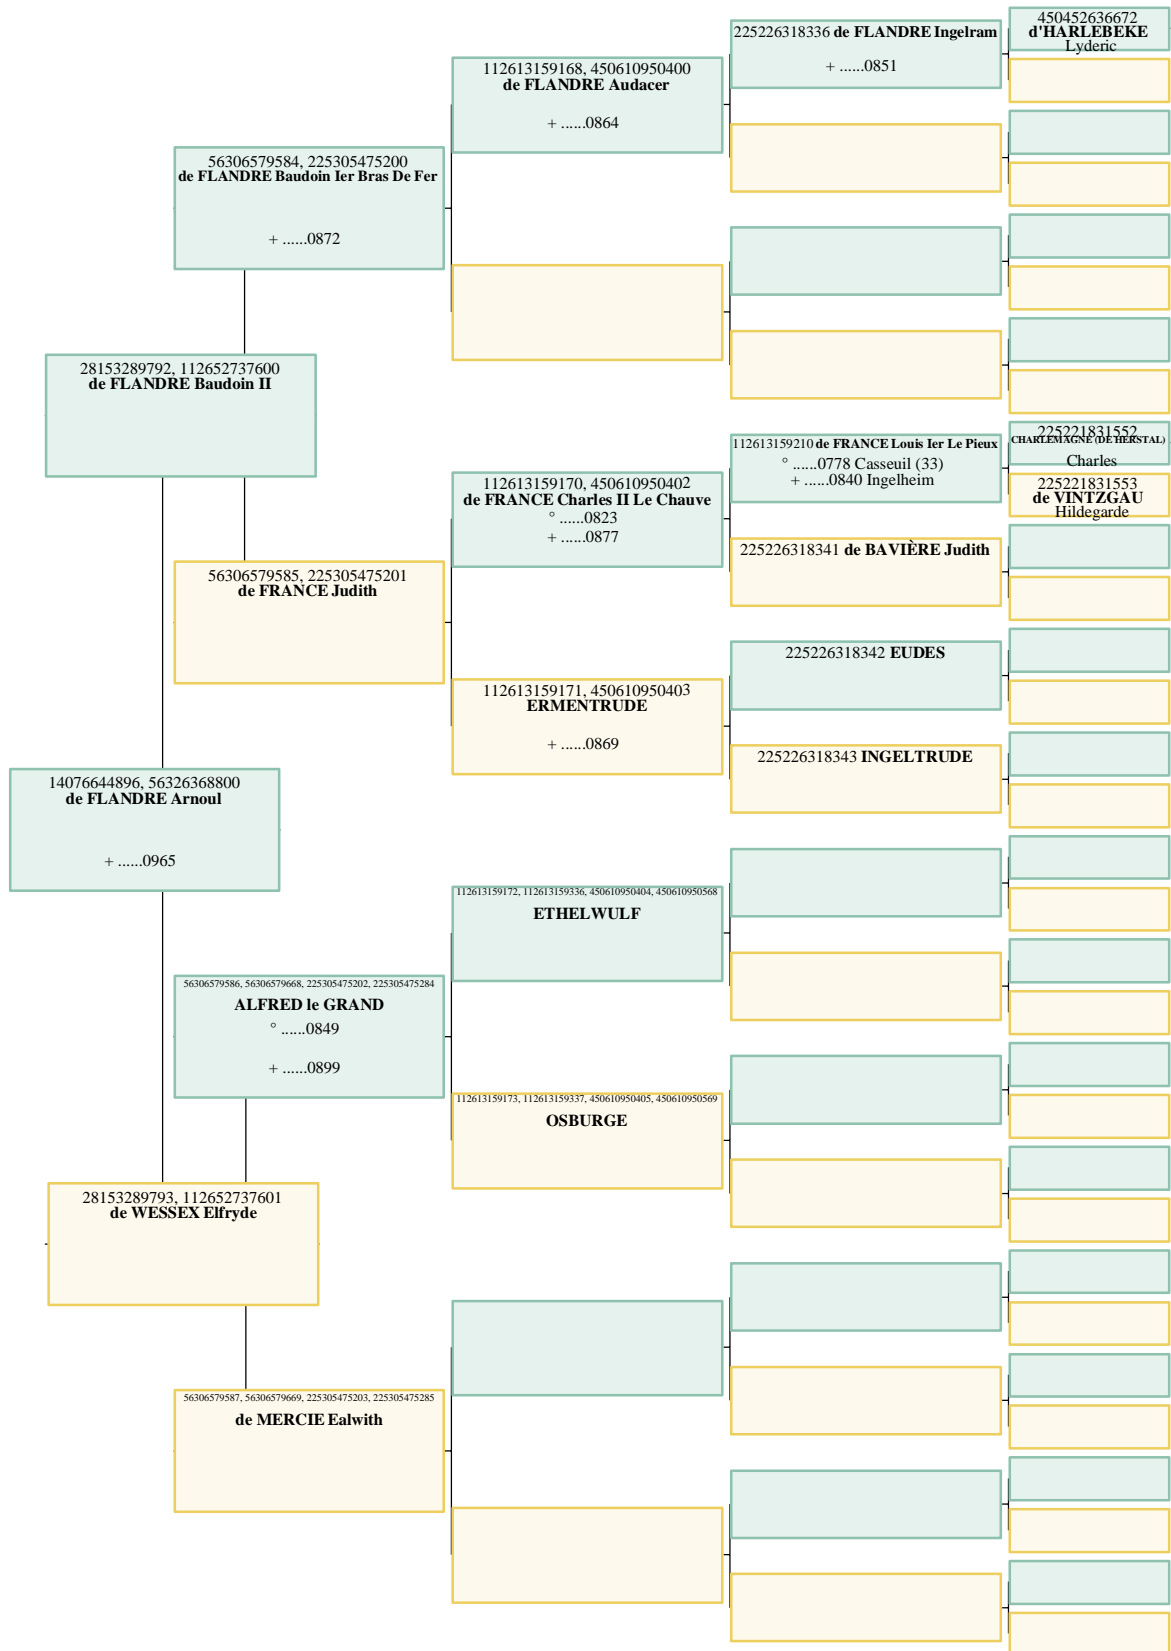 450452636672
d'HARLEBEKE
Lyderic
225226318336 de FLANDRE Ingelram
+ ......0851
112613159168, 450610950400
de FLANDRE Audacer
+ ......0864
56306579584, 225305475200
de FLANDRE Baudoin Ier Bras De Fer
+ ......0872
28153289792, 112652737600
de FLANDRE Baudoin II
225221831552
CHARLEMAGNE (DE HERSTAL)
Charles
112613159210 de FRANCE Louis Ier Le Pieux
° ......0778 Casseuil (33)
+ ......0840 Ingelheim
225221831553
de VINTZGAU
Hildegarde
112613159170, 450610950402
de FRANCE Charles II Le Chauve
° ......0823
+ ......0877
225226318341 de BAVIÈRE Judith
56306579585, 225305475201
de FRANCE Judith
225226318342 EUDES
112613159171, 450610950403
ERMENTRUDE
+ ......0869
225226318343 INGELTRUDE
14076644896, 56326368800
de FLANDRE Arnoul
+ ......0965
112613159172, 112613159336, 450610950404, 450610950568
ETHELWULF
56306579586, 56306579668, 225305475202, 225305475284
ALFRED le GRAND
° ......0849
+ ......0899
112613159173, 112613159337, 450610950405, 450610950569
OSBURGE
28153289793, 112652737601
de WESSEX Elfryde
56306579587, 56306579669, 225305475203, 225305475285
de MERCIE Ealwith